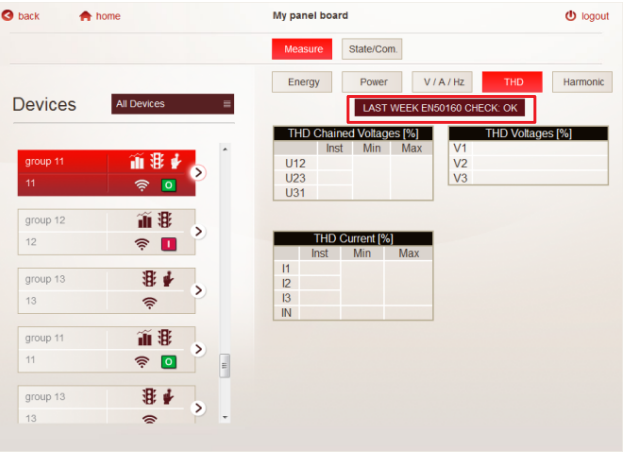 back home My panel board logout
Measure State/Com.
Energy Power V / A / Hz THD Harmonic
Devices All Devices
LAST WEEK EN50160 CHECK: OK
THD Chained Voltages [%]
Inst Min Max
U12
U23
U31
THD Voltages [%]
V1
V2
V3
group 11
11 O
group 12
12 I
group 13
13
group 11
11 O
group 13
13
THD Current [%]
Inst Min Max
I1
I2
I3
IN